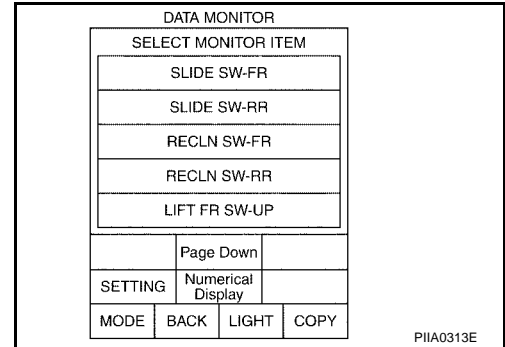 DATA MONITOR
SELECT MONITOR ITEM
SLIDE SW-FR
SLIDE SW-RR
RECLN SW-FR
RECLN SW-RR
LIFT FR SW-UP
Page Down
SETTING Numerical Display
MODE BACK LIGHT COPY
PIIA0313E